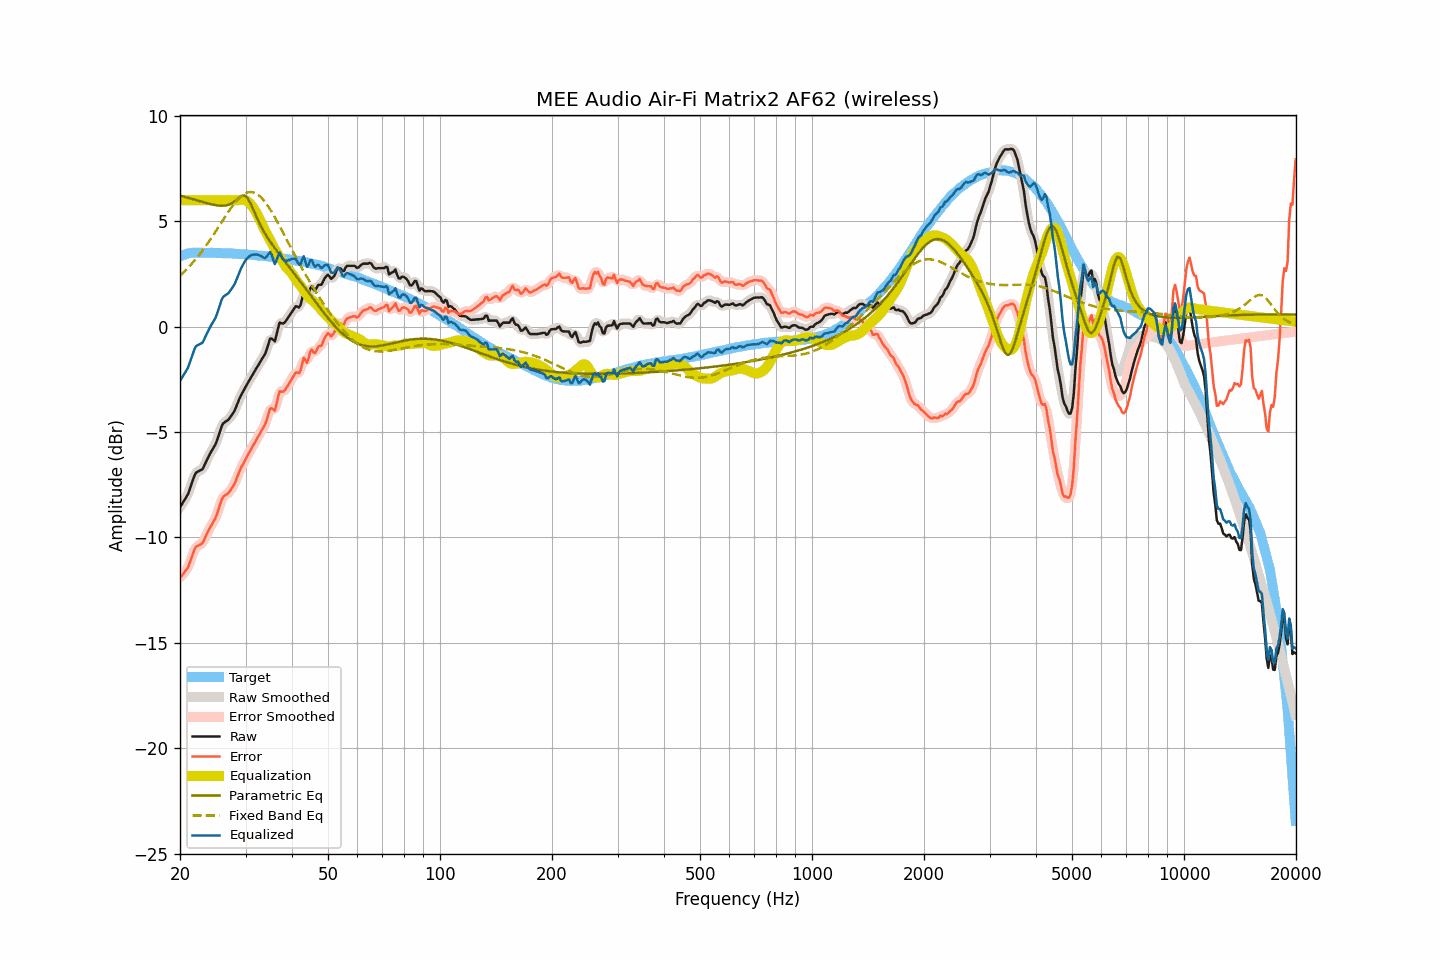 MEE Audio Air-Fi Matrix2 AF62 (wireless)
10
5
0
−5
−10
−15
−20
−25
Amplitude (dBr)
Target
Raw Smoothed
Error Smoothed
Raw
Error
Equalization
Parametric Eq
Fixed Band Eq
Equalized
20 50 100 200 500 1000 2000 5000 10000 20000
Frequency (Hz)